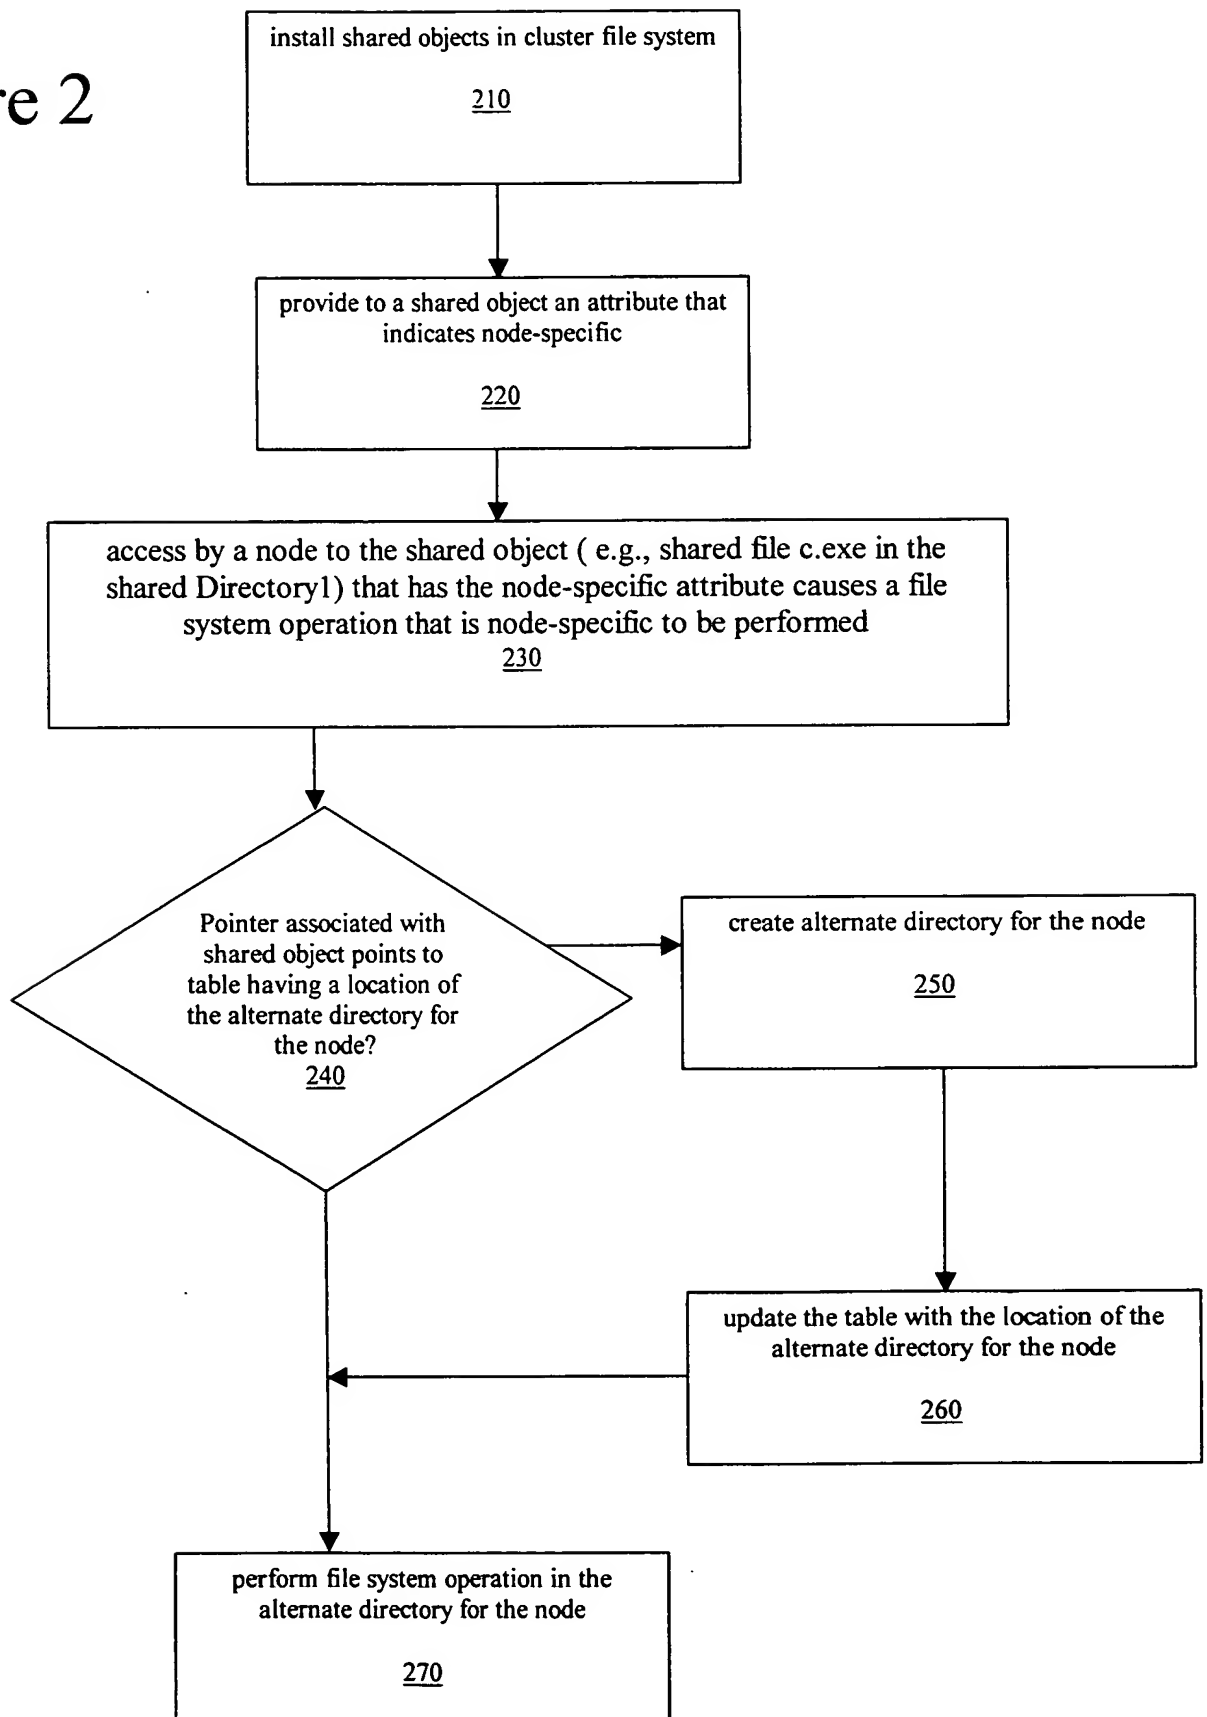 install shared objects in cluster file system
210
re 2
provide to a shared object an attribute that
indicates node-specific
220
access by a node to the shared object ( e.g., shared file c.exe in the
shared Directory1) that has the node-specific attribute causes a file
system operation that is node-specific to be performed
230
Pointer associated with
shared object points to
table having a location of
the alternate directory for
the node?
240
create alternate directory for the node
250
update the table with the location of the
alternate directory for the node
260
perform file system operation in the
alternate directory for the node
270